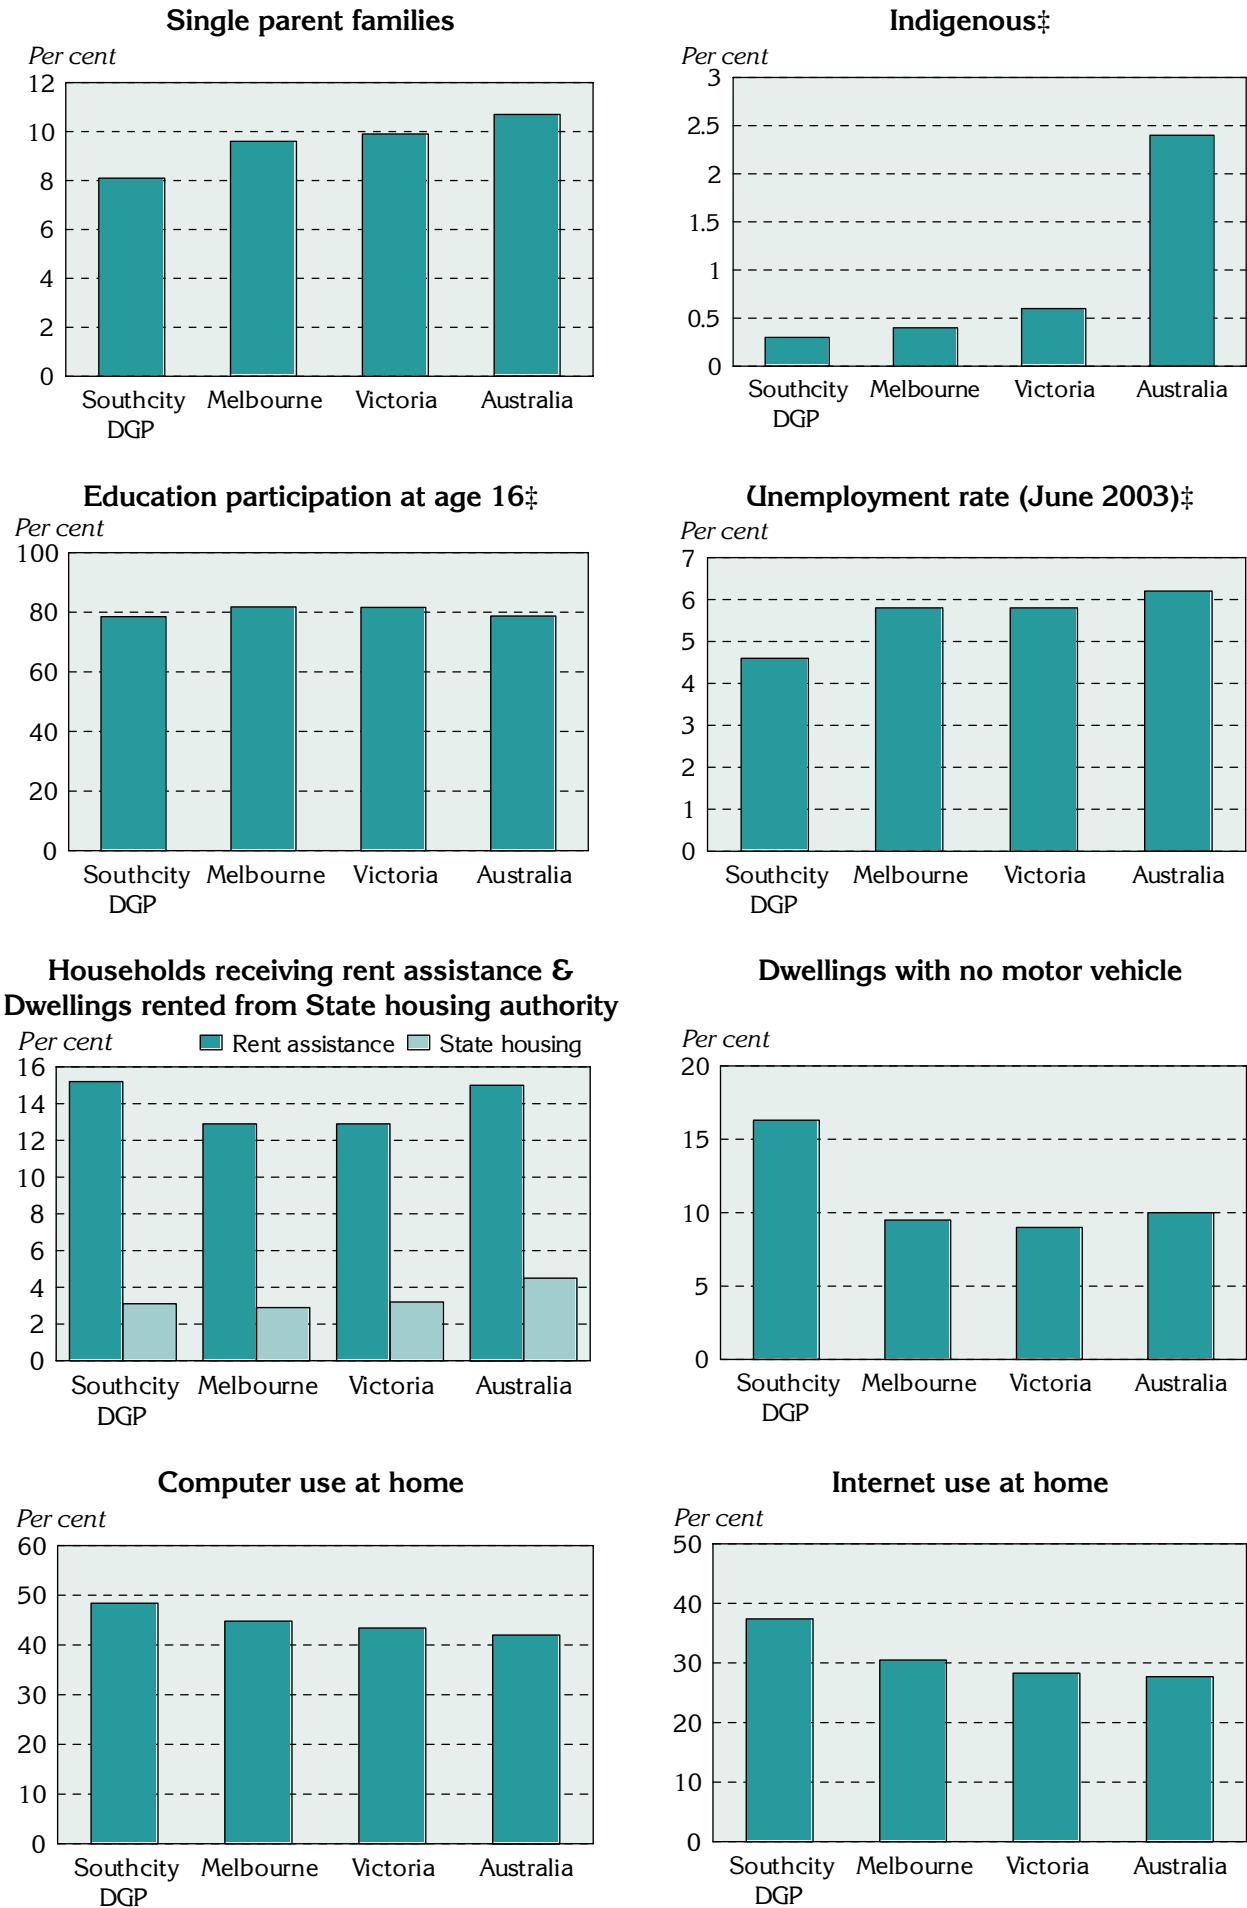 Single parent families
Per cent
12
10
8
6
4
2
0
Southcity Melbourne Victoria Australia
DGP
Indigenous‡
Per cent
3
2.5
2
1.5
1
0.5
0
Southcity Melbourne Victoria Australia
DGP
Education participation at age 16‡
Per cent
100
80
60
40
20
0
Southcity Melbourne Victoria Australia
DGP
Unemployment rate (June 2003)‡
Per cent
7
6
5
4
3
2
1
0
Southcity Melbourne Victoria Australia
DGP
Households receiving rent assistance &
Dwellings rented from State housing authority
Per cent
Rent assistance State housing
16
14
12
10
8
6
4
2
0
Southcity Melbourne Victoria Australia
DGP
Dwellings with no motor vehicle
Per cent
20
15
10
5
0
Southcity Melbourne Victoria Australia
DGP
Computer use at home
Per cent
60
50
40
30
20
10
0
Southcity Melbourne Victoria Australia
DGP
Internet use at home
Per cent
50
40
30
20
10
0
Southcity Melbourne Victoria Australia
DGP